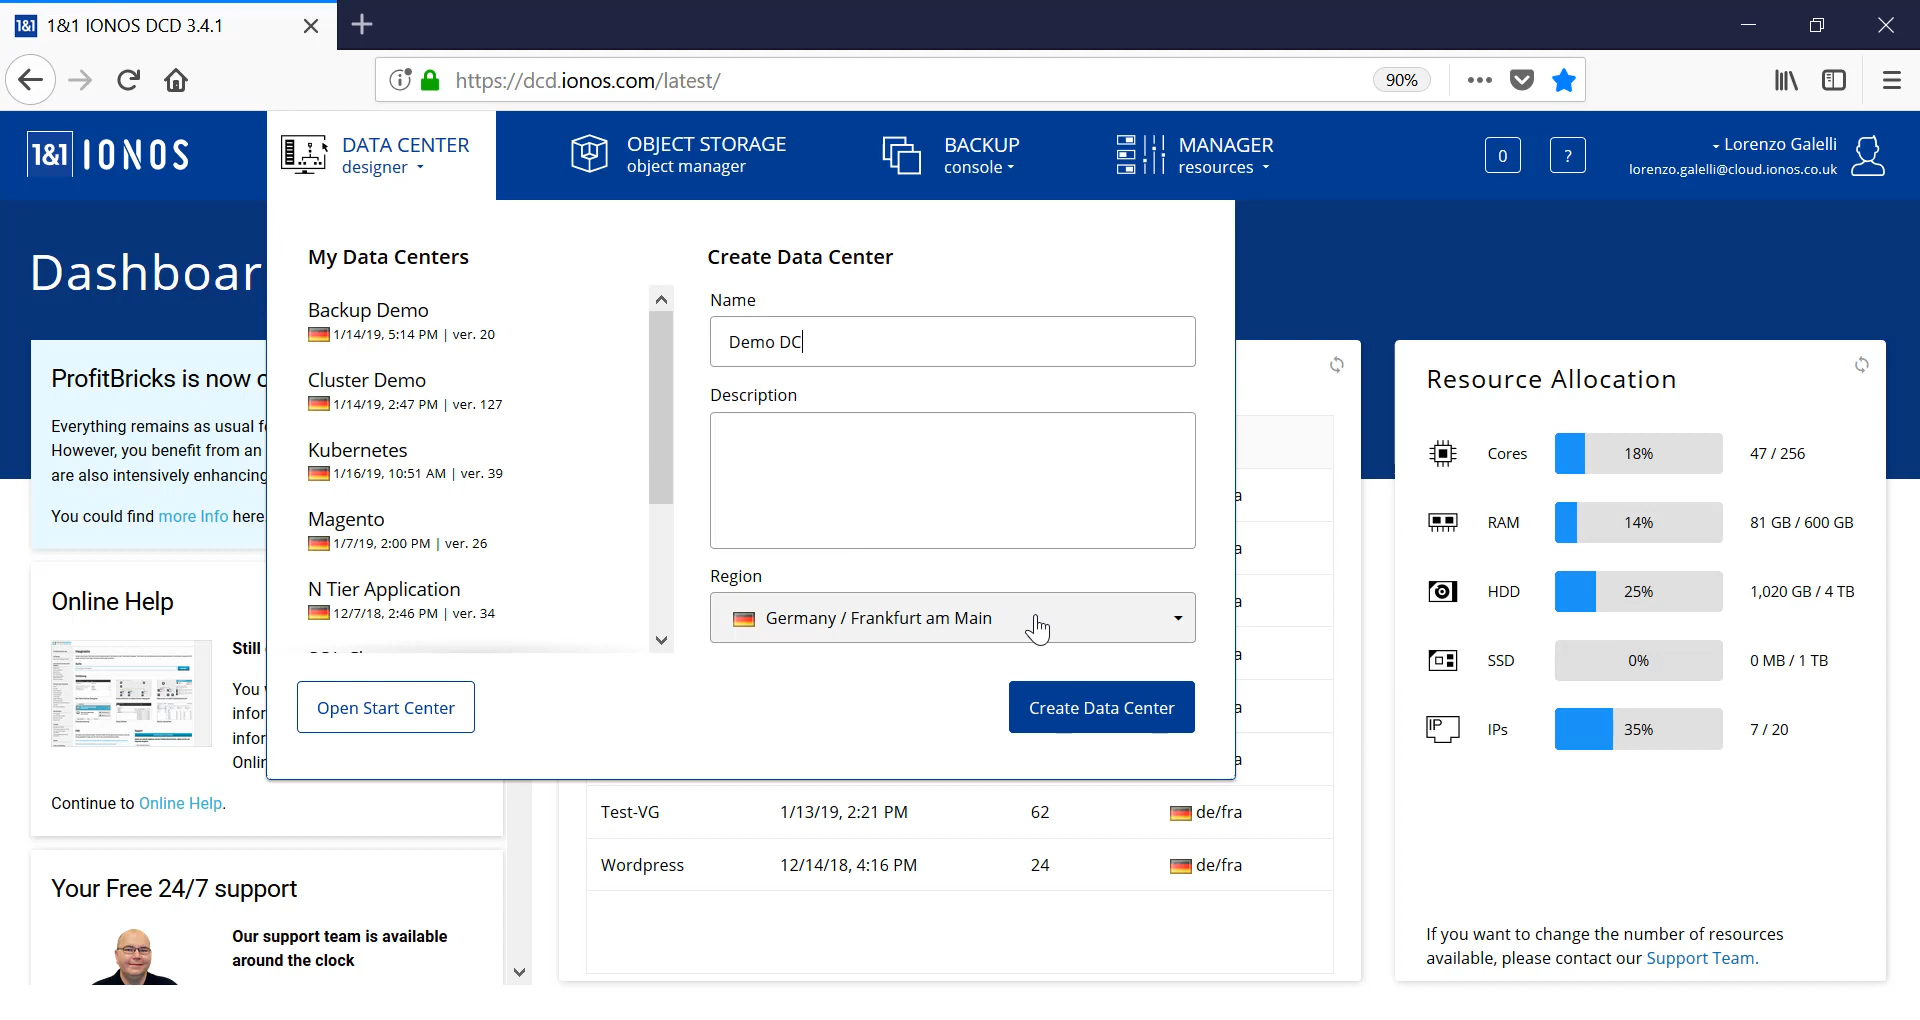 1&1 IONOS DCD 3.4.1
https://dcd.ionos.com/latest/
90%
1&1 IONOS
DATA CENTER
designer
OBJECT STORAGE
object manager
BACKUP
console
MANAGER
resources
0
?
Lorenzo Galelli
lorenzo.galelli@cloud.ionos.co.uk
Dashboar
My Data Centers
Backup Demo
1/14/19, 5:14 PM | ver. 20
Cluster Demo
1/14/19, 2:47 PM | ver. 127
Kubernetes
1/16/19, 10:51 AM | ver. 39
Magento
1/7/19, 2:00 PM | ver. 26
N Tier Application
12/7/18, 2:46 PM | ver. 34
Open Start Center
Create Data Center
Name
Demo DC
Description
Region
Germany / Frankfurt am Main
Create Data Center
ProfitBricks is now
Everything remains as usual
However, you benefit from an
are also intensively enhancing
You could find more Info here
Online Help
Still
You
infor
infor
Onlin
Continue to Online Help.
Your Free 24/7 support
Our support team is available
around the clock
a
a
a
a
a
a
Test-VG 1/13/19, 2:21 PM 62 de/fra
Wordpress 12/14/18, 4:16 PM 24 de/fra
Resource Allocation
Cores 18% 47 / 256
RAM 14% 81 GB / 600 GB
HDD 25% 1,020 GB / 4 TB
SSD 0% 0 MB / 1 TB
IP IPs 35% 7 / 20
If you want to change the number of resources
available, please contact our Support Team.